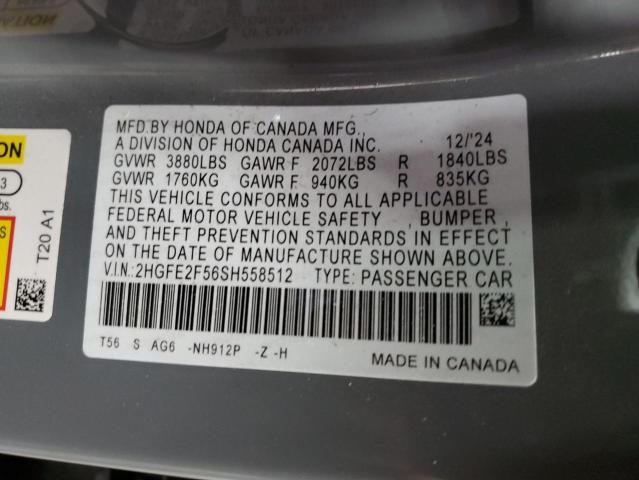 MFD.BY HONDA OF CANADA MFG.,
A DIVISION OF HONDA CANADA INC. 12/'24
GVWR 3880LBS GAWR F 2072LBS R 1840LBS
GVWR 1760KG GAWR F 940KG R 835KG
THIS VEHICLE CONFORMS TO ALL APPLICABLE
FEDERAL MOTOR VEHICLE SAFETY , BUMPER ,
AND THEFT PREVENTION STANDARDS IN EFFECT
ON THE DATE OF MANUFACTURE SHOWN ABOVE.
V.I.N.:2HGFE2F56SH558512 TYPE: PASSENGER CAR
T56 S AG6 -NH912P -Z -H
MADE IN CANADA
ON
3
bs.
S
T20 A1